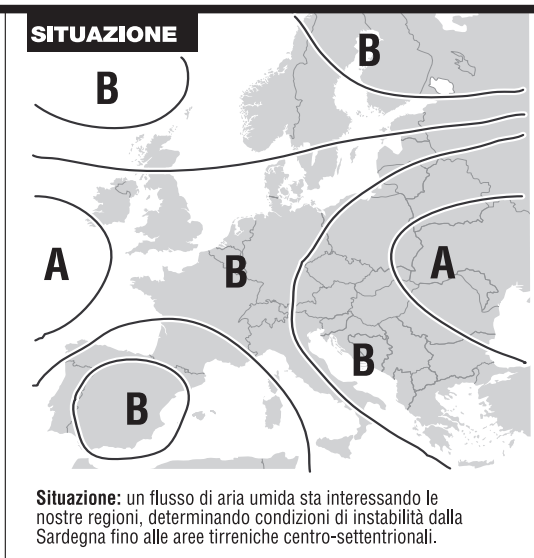 SITUAZIONE
B
B
A
B
A
B
B
Situazione: un flusso di aria umida sta interessando le
nostre regioni, determinando condizioni di instabilità dalla
Sardegna fino alle aree tirreniche centro-settentrionali.